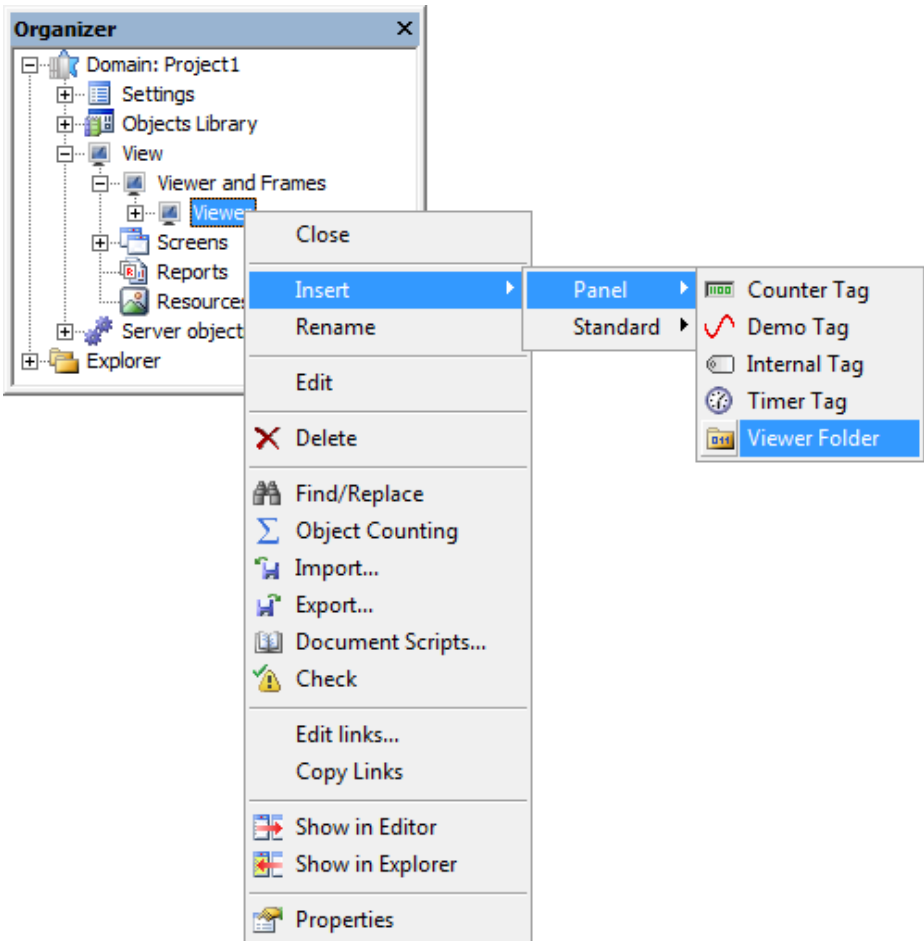 Organizer
Domain: Project1
Settings
Objects Library
View
Viewer and Frames
Viewer
Screens
Reports
Resources
Server object
Explorer
Close
Insert
Rename
Edit
Delete
Find/Replace
Object Counting
Import...
Export...
Document Scripts...
Check
Edit links...
Copy Links
Show in Editor
Show in Explorer
Properties
Panel
Standard
Counter Tag
Demo Tag
Internal Tag
Timer Tag
Viewer Folder